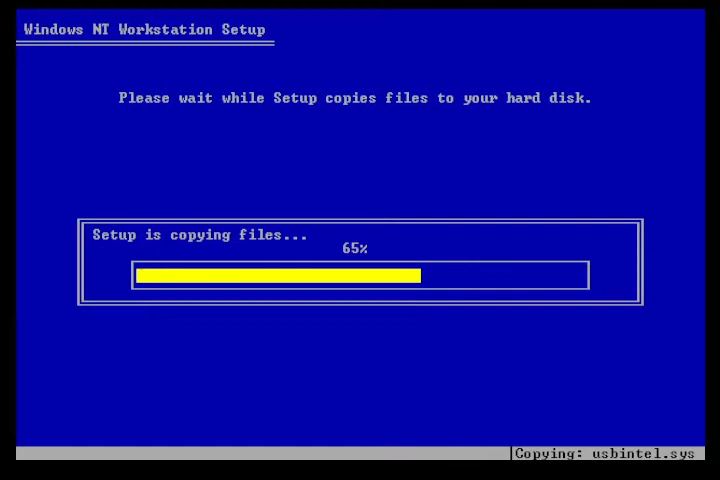 Windows NT Workstation Setup
Please wait while Setup copies files to your hard disk.
Setup is copying files...
65%
Copying: usbintel.sys